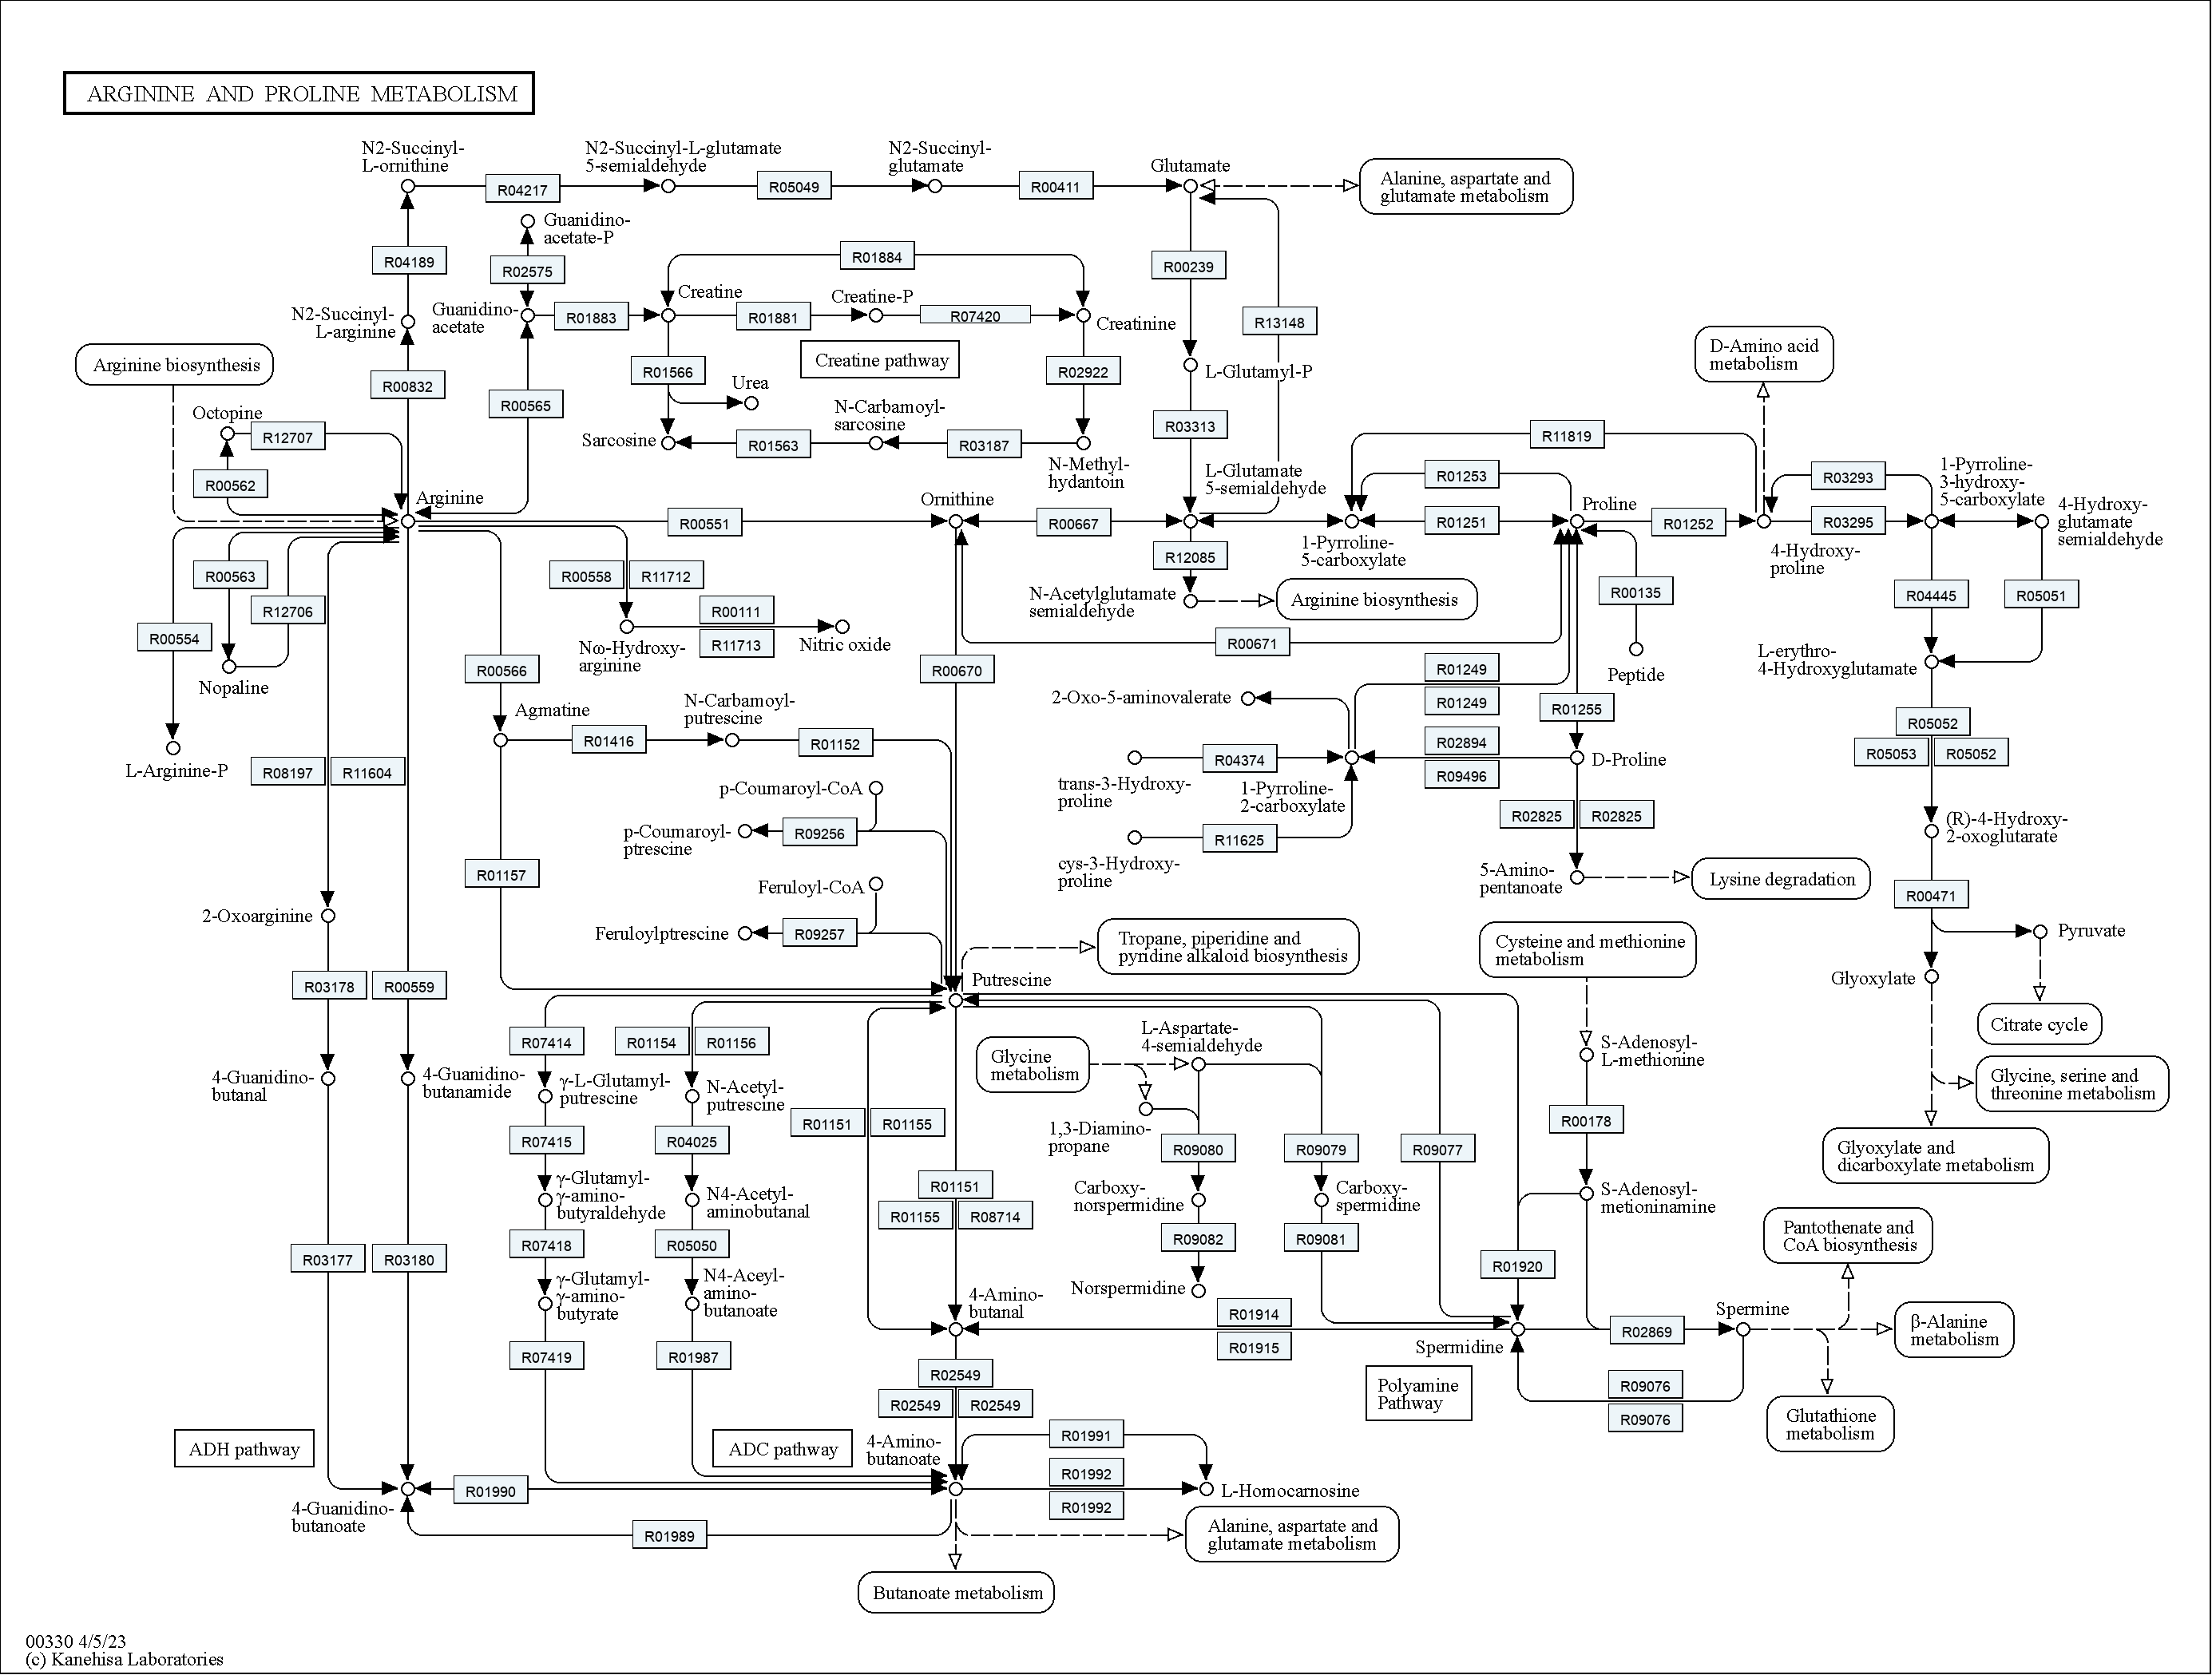 ARGININE AND PROLINE METABOLISM
N2-Succinyl-
L-ornithine
N2-Succinyl-L-glutamate
5-semialdehyde
N2-Succinyl-
glutamate
Glutamate
R04217
R05049
R00411
Alanine, aspartate and
glutamate metabolism
Guanidino-
acetate-P
R04189
R02575
R01884
R00239
N2-Succinyl-
L-arginine
Guanidino-
acetate
R01883
Creatine
R01881
Creatine-P
R07420
Creatinine
R13148
Arginine biosynthesis
R00832
R00565
R01566
Urea
Creatine pathway
R02922
L-Glutamyl-P
D-Amino acid
metabolism
Octopine
R12707
R00562
Sarcosine
R01563
N-Carbamoyl-
sarcosine
R03187
N-Methyl-
hydantoin
R03313
R11819
L-Glutamate
5-semialdehyde
R01253
R03293
1-Pyrroline-
3-hydroxy-
5-carboxylate
Arginine
R00551
Ornithine
R00667
R01251
Proline
R01252
R03295
4-Hydroxy-
glutamate
semialdehyde
1-Pyrroline-
5-carboxylate
4-Hydroxy-
proline
R12085
R00563
R00558
R11712
R12706
R00111
R11713
N-Acetylglutamate
semialdehyde
Arginine biosynthesis
R00135
R04445
R05051
R00554
Nω-Hydroxy-
arginine
Nitric oxide
R00671
Nopaline
R00566
R00670
Peptide
L-erythro-
4-Hydroxyglutamate
R01249
R01249
2-Oxo-5-aminovalerate
R01255
Agmatine
N-Carbamoyl-
putrescine
R01416
R01152
R02894
R09496
R05052
R05053
R05052
L-Arginine-P
R08197
R11604
trans-3-Hydroxy-
proline
R04374
1-Pyrroline-
2-carboxylate
D-Proline
p-Coumaroyl-CoA
p-Coumaroyl-
ptrescine
R09256
R11625
cys-3-Hydroxy-
proline
R02825
R02825
(R)-4-Hydroxy-
2-oxoglutarate
R01157
Feruloyl-CoA
Feruloylptrescine
R09257
5-Amino-
pentanoate
Lysine degradation
R00471
2-Oxoarginine
Tropane, piperidine and
pyridine alkaloid biosynthesis
Cysteine and methionine
metabolism
Pyruvate
Glyoxylate
Citrate cycle
R03178
R00559
Putrescine
R07414
R01154
R01156
Glycine
metabolism
L-Aspartate-
4-semialdehyde
S-Adenosyl-
L-methionine
Glycine, serine and
threonine metabolism
4-Guanidino-
butanal
4-Guanidino-
butanamide
γ-L-Glutamyl-
putrescine
N-Acetyl-
putrescine
R01151
R01155
1,3-Diamino-
propane
R00178
R07415
R04025
R09080
R09079
R09077
Glyoxylate and
dicarboxylate metabolism
γ-Glutamyl-
γ-amino-
butyraldehyde
N4-Acetyl-
aminobutanal
R01151
R01155
R08714
Carboxy-
norspermidine
Carboxy-
spermidine
S-Adenosyl-
metioninamine
R03177
R03180
R07418
R05050
R09082
R09081
R01920
Pantothenate and
CoA biosynthesis
γ-Glutamyl-
γ-amino-
butyrate
N4-Aceyl-
amino-
butanoate
4-Amino-
butanal
Norspermidine
R01914
R01915
Spermidine
R02869
Spermine
β-Alanine
metabolism
R07419
R01987
R02549
R02549
R02549
Polyamine
Pathway
R09076
R09076
Glutathione
metabolism
ADH pathway
ADC pathway
4-Amino-
butanoate
R01991
R01992
R01992
R01990
L-Homocarnosine
4-Guanidino-
butanoate
R01989
Alanine, aspartate and
glutamate metabolism
Butanoate metabolism
00330 4/5/23
(c) Kanehisa Laboratories